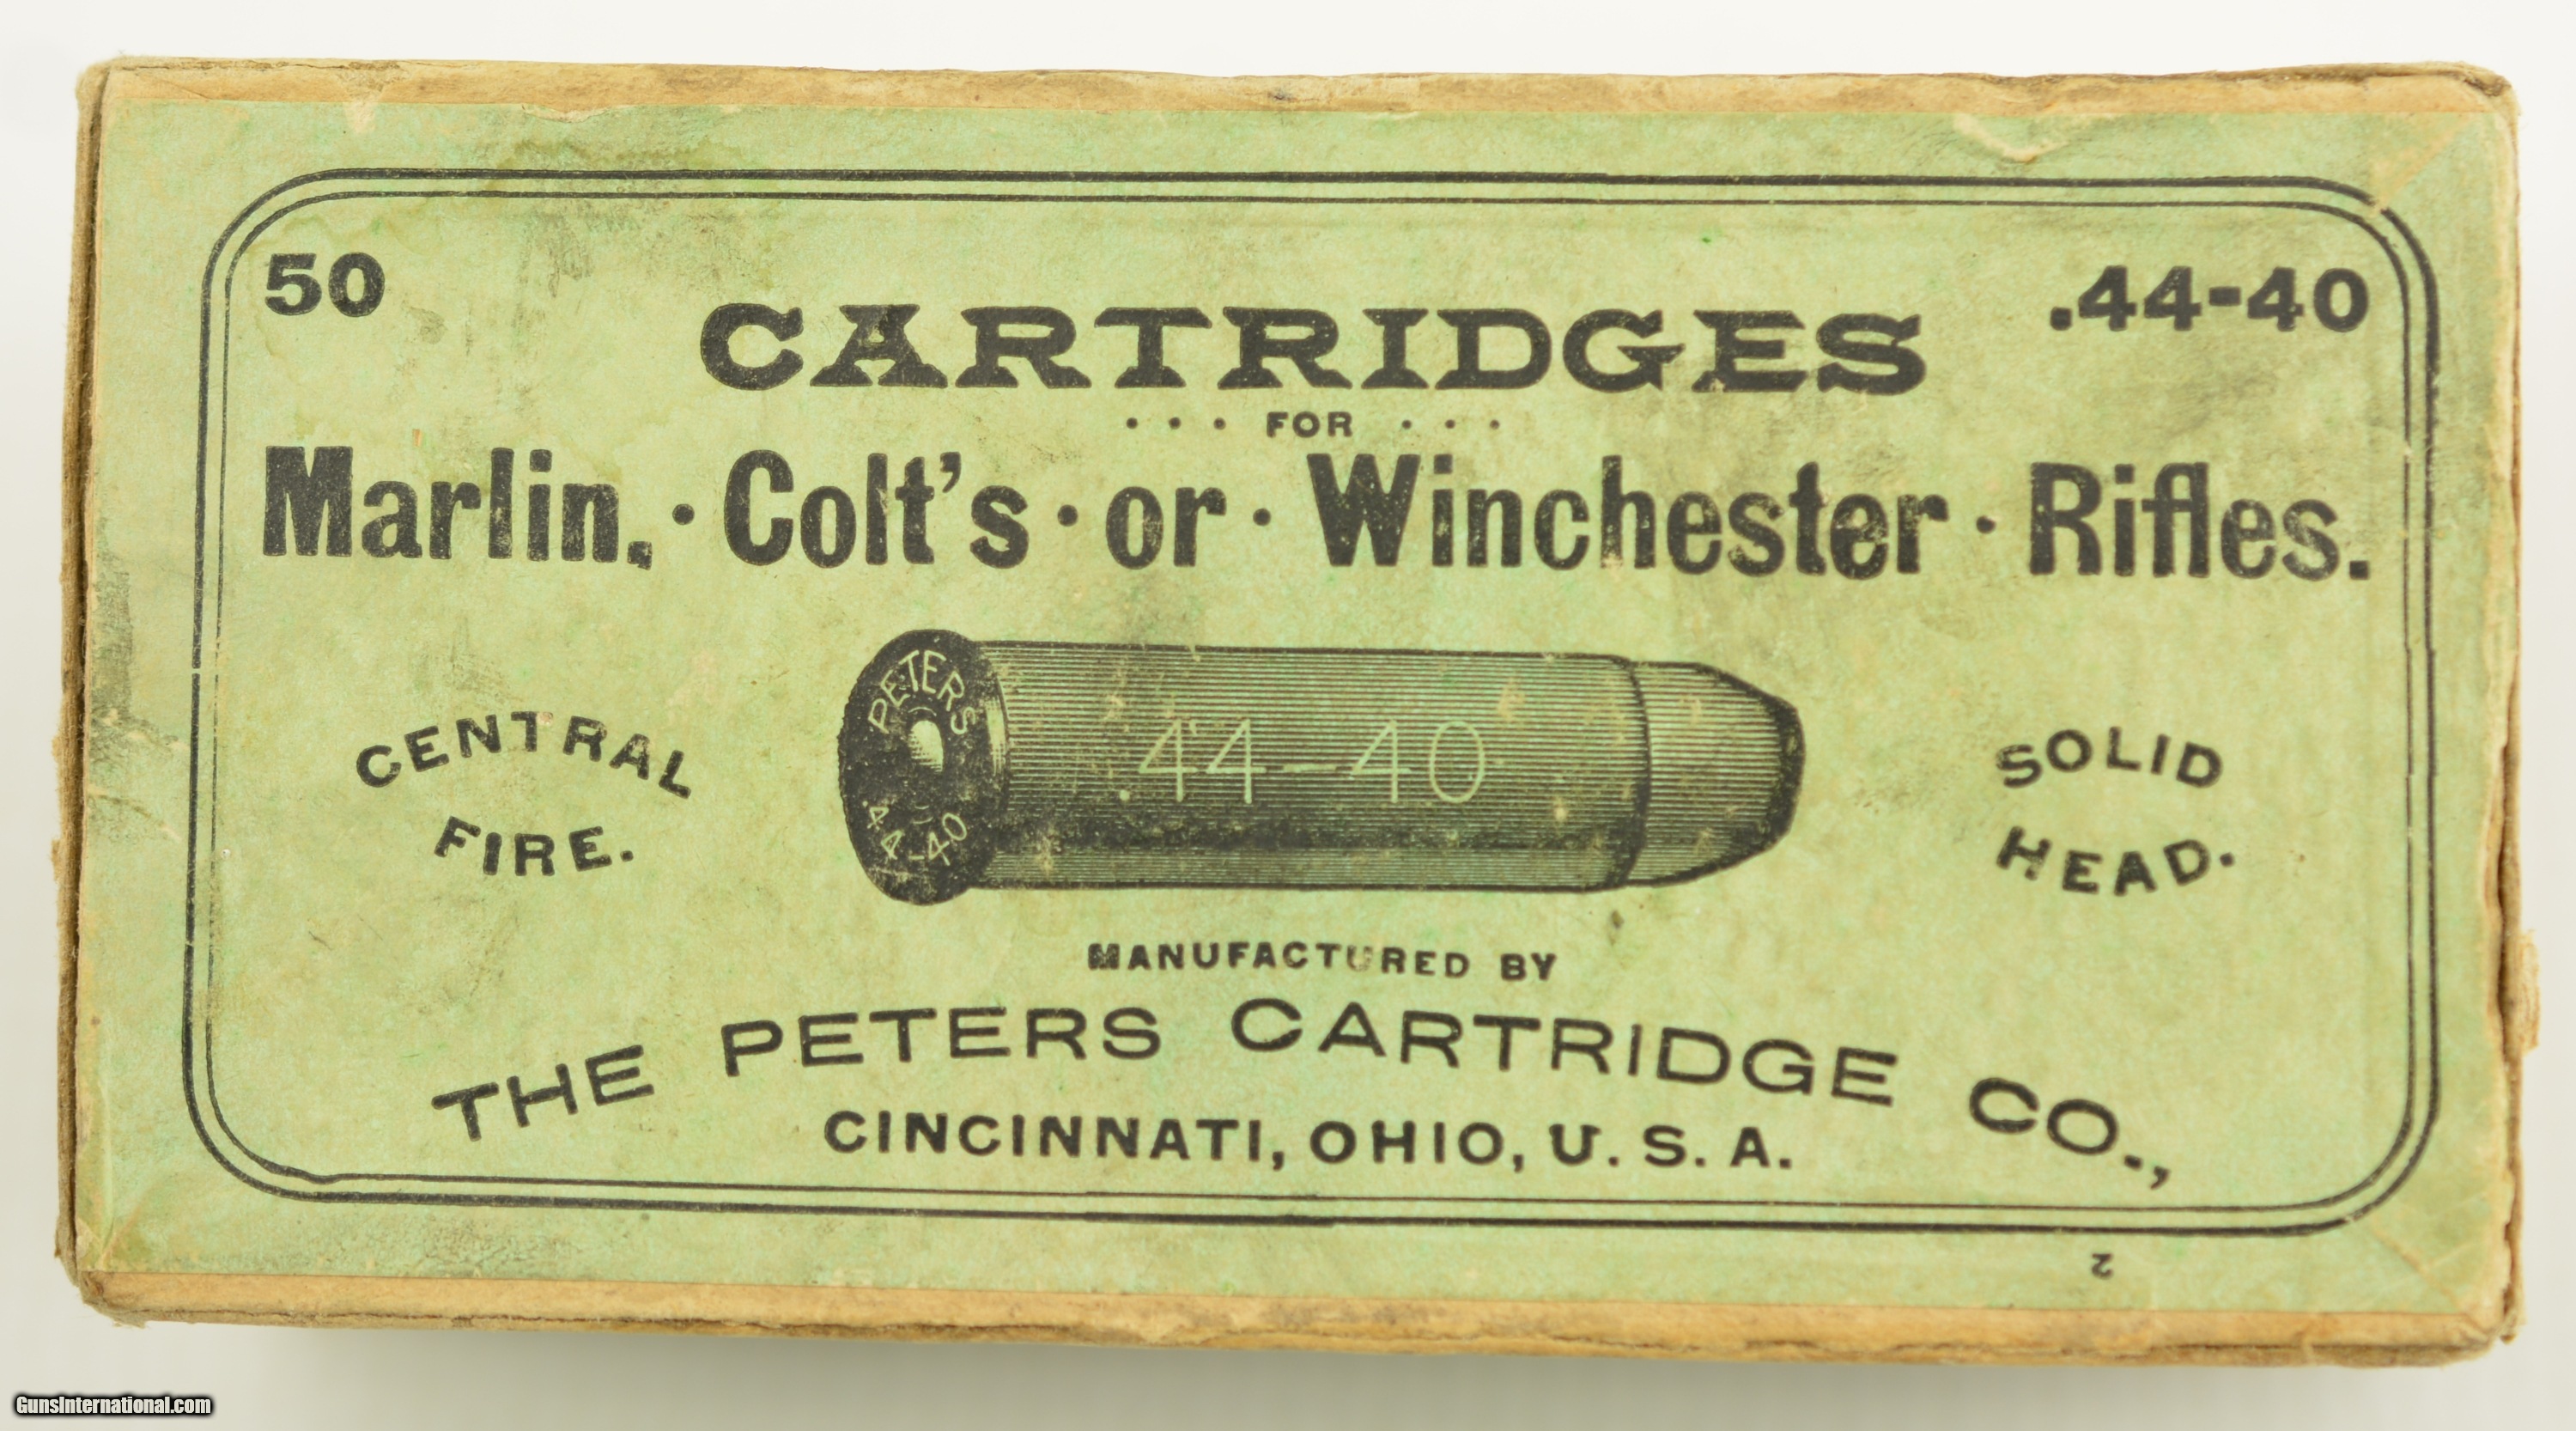 50
.44-40
CARTRIDGES
· · · FOR · · ·
Marlin, · Colt's · or · Winchester · Rifles.
CENTRAL
FIRE.
PETERS
.44-40
.44-40
SOLID
HEAD.
MANUFACTURED BY
THE PETERS CARTRIDGE CO.,
CINCINNATI, OHIO, U. S. A.
2
GunsInternational.com